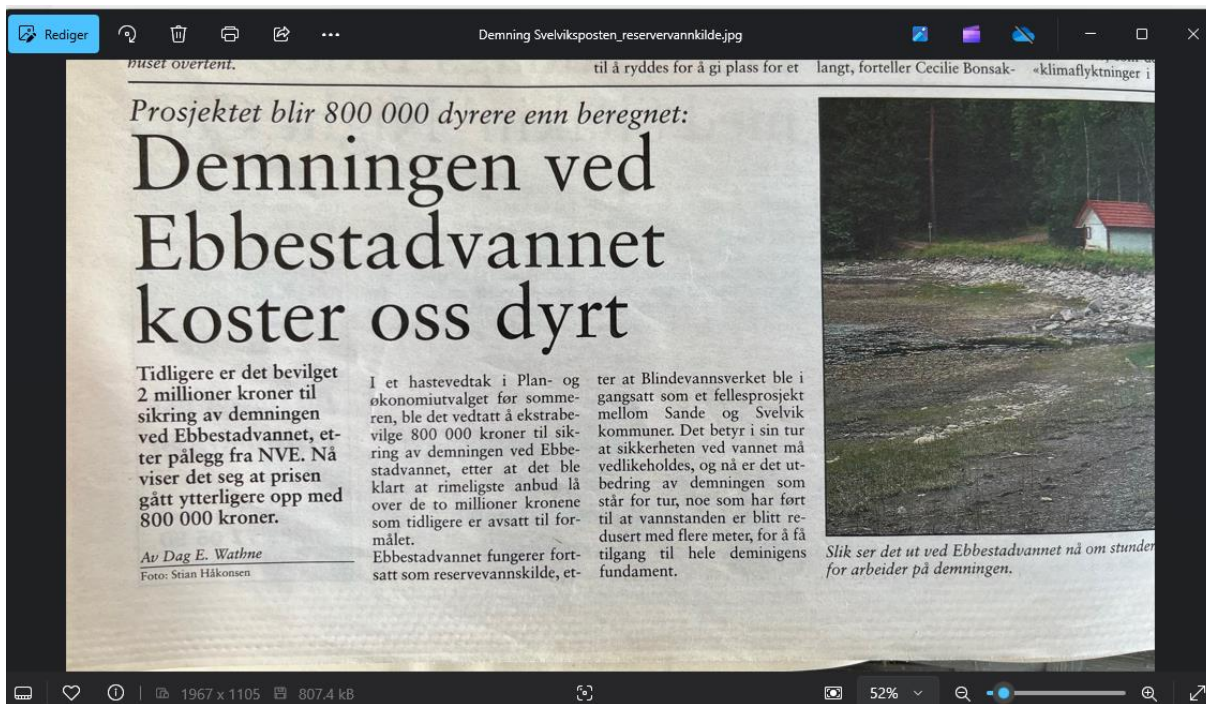 Rediger
Demning Svelviksposten_reservervannkilde.jpg
huset overtent.
til å ryddes for å gi plass for et
langt, forteller Cecilie Bonsak-
«klimaflyktninger i
Prosjektet blir 800 000 dyrere enn beregnet:
Demningen ved
Ebbestadvannet
koster oss dyrt
Tidligere er det bevilget
2 millioner kroner til
sikring av demningen
ved Ebbestadvannet, et-
ter pålegg fra NVE. Nå
viser det seg at prisen
gått ytterligere opp med
800 000 kroner.
Av Dag E. Wathne
Foto: Stian Håkonsen
I et hastevedtak i Plan- og
økonomiutvalget før somme-
ren, ble det vedtatt å ekstrabe-
vilge 800 000 kroner til sik-
ring av demningen ved Ebbe-
stadvannet, etter at det ble
klart at rimeligste anbud lå
over de to millioner kronene
som tidligere er avsatt til for-
målet.
Ebbestadvannet fungerer fort-
satt som reservevannskilde, et-
ter at Blindevannsverket ble i
gangsatt som et fellesprosjekt
mellom Sande og Svelvik
kommuner. Det betyr i sin tur
at sikkerheten ved vannet må
vedlikeholdes, og nå er det ut-
bedring av demningen som
står for tur, noe som har ført
til at vannstanden er blitt re-
dusert med flere meter, for å få
tilgang til hele deminigens
fundament.
Slik ser det ut ved Ebbestadvannet nå om stunder
for arbeider på demningen.
1967 x 1105
807.4 kB
52%